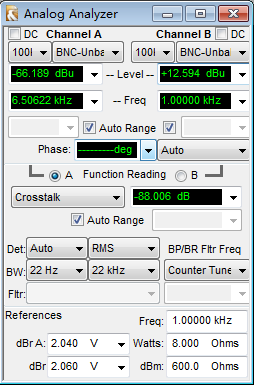 Analog Analyzer
DC Channel A Channel B DC
100k BNC-Unba 100k BNC-Unba
-66.189 dBu -- Level -- +12.594 dBu
6.50622 kHz -- Freq 1.00000 kHz
Auto Range
Phase: --------deg Auto
A Function Reading B
Crosstalk -88.006 dB
Auto Range
Det: Auto RMS BP/BR Fltr Freq
BW: 22 Hz 22 kHz Counter Tune
Fltr:
References Freq: 1.00000 kHz
dBr A: 2.040 V Watts: 8.000 Ohms
dBr B: 2.060 V dBm: 600.0 Ohms